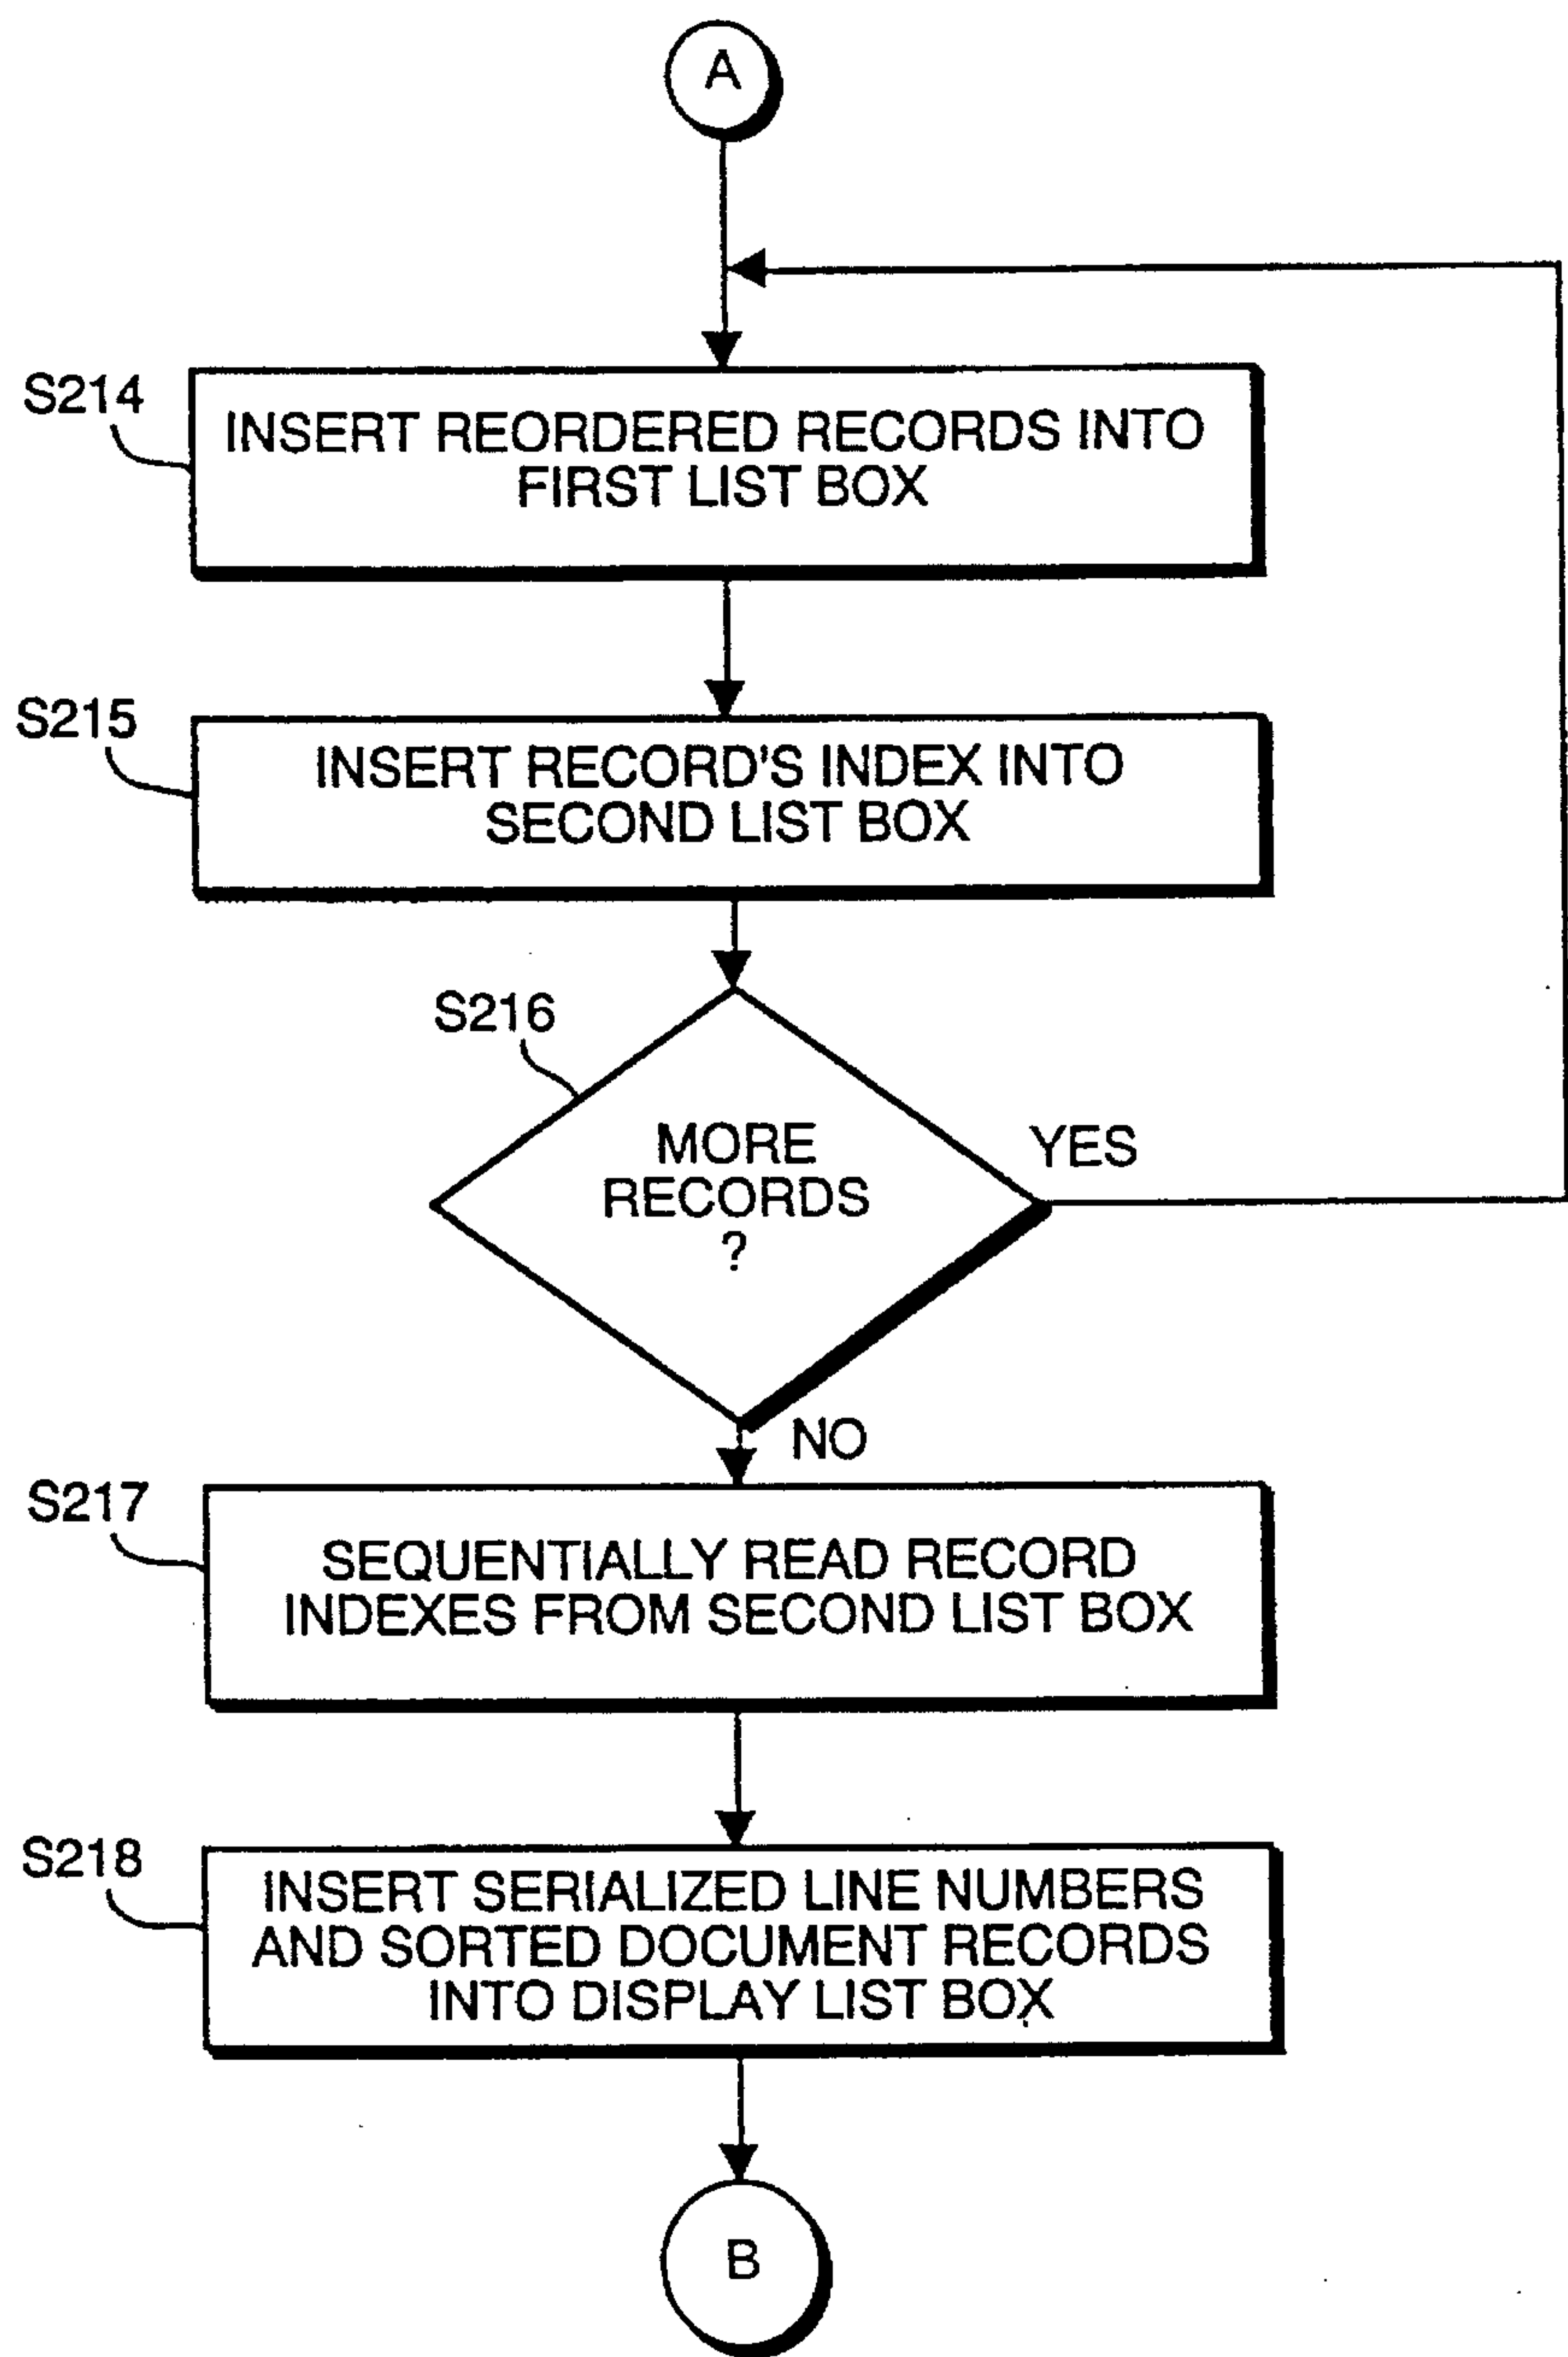 A
S214
INSERT REORDERED RECORDS INTO
FIRST LIST BOX
S215
INSERT RECORD'S INDEX INTO
SECOND LIST BOX
S216
MORE
RECORDS
?
YES
NO
S217
SEQUENTIALLY READ RECORD
INDEXES FROM SECOND LIST BOX
S218
INSERT SERIALIZED LINE NUMBERS
AND SORTED DOCUMENT RECORDS
INTO DISPLAY LIST BOX
B